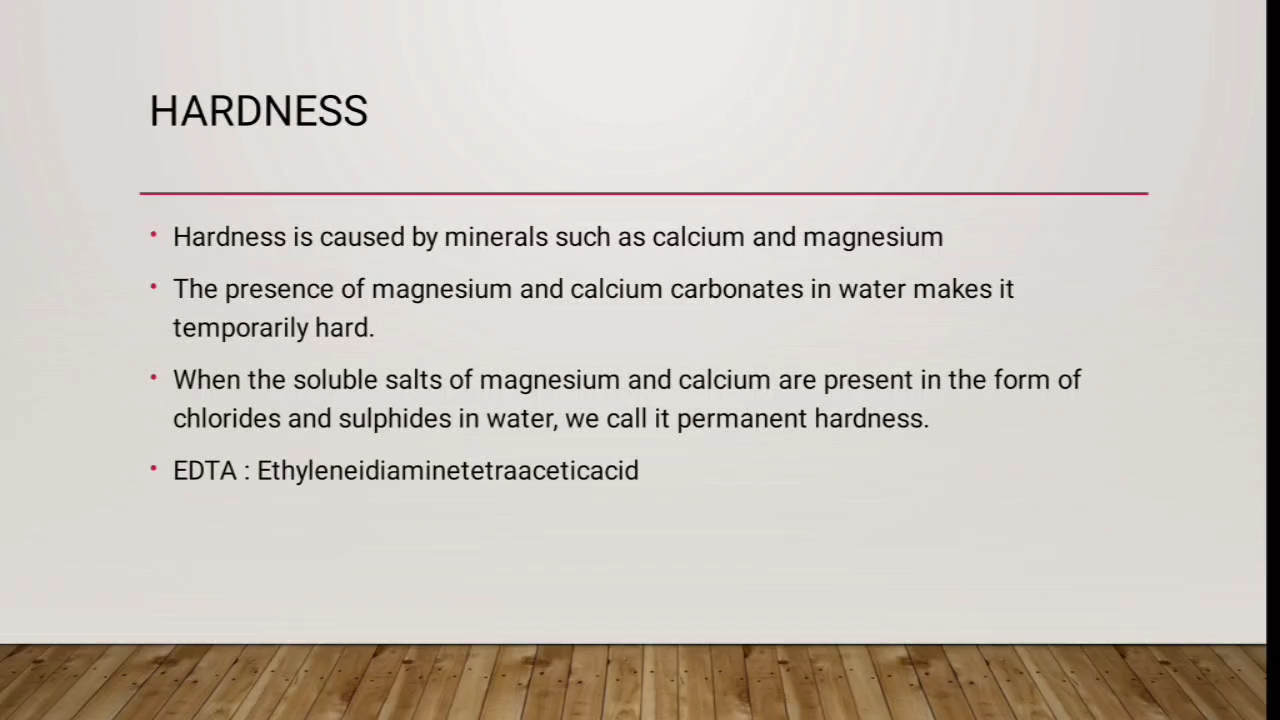 HARDNESS
• Hardness is caused by minerals such as calcium and magnesium
• The presence of magnesium and calcium carbonates in water makes it
temporarily hard.
• When the soluble salts of magnesium and calcium are present in the form of
chlorides and sulphides in water, we call it permanent hardness.
• EDTA : Ethyleneidiaminetetraaceticacid